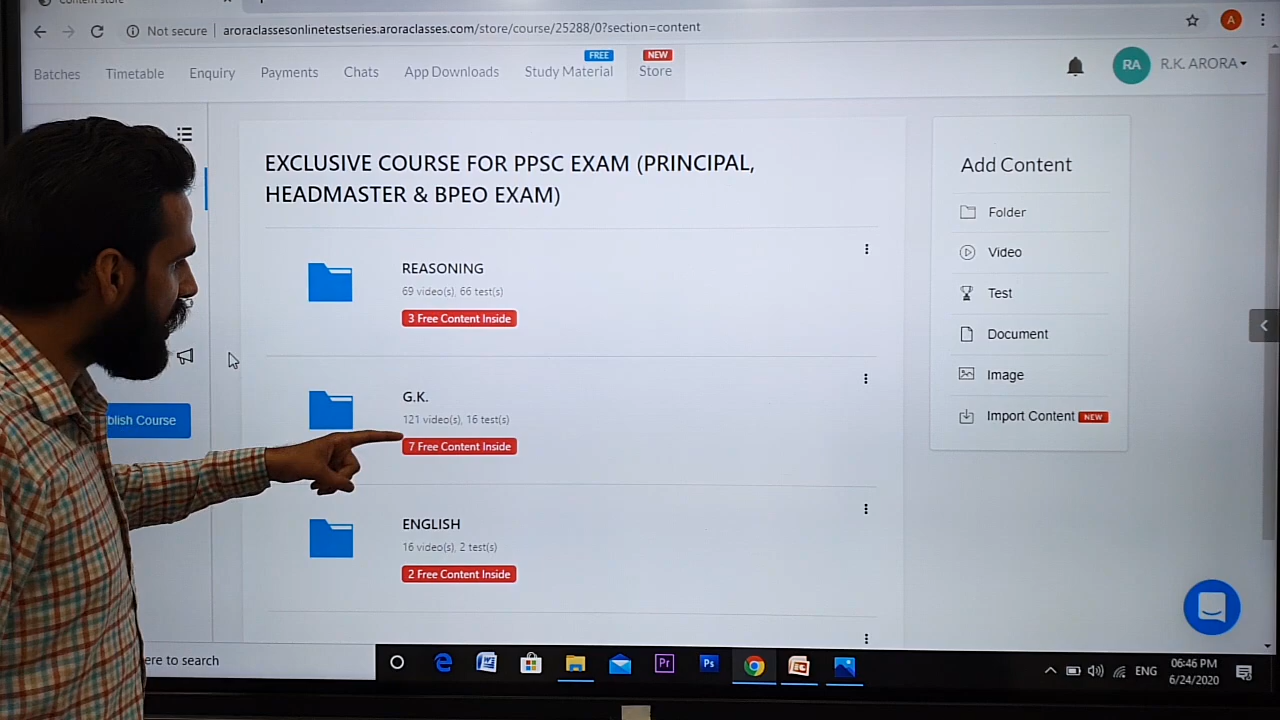 Content store
Not secure
aroraclassesonlinetestseries.aroraclasses.com/store/course/25288/0?section=content
A
FREE
NEW
Batches
Timetable
Enquiry
Payments
Chats
App Downloads
Study Material
Store
RA
R.K. ARORA
EXCLUSIVE COURSE FOR PPSC EXAM (PRINCIPAL,
HEADMASTER & BPEO EXAM)
REASONING
69 video(s), 66 test(s)
3 Free Content Inside
G.K.
121 video(s), 16 test(s)
7 Free Content Inside
ENGLISH
16 video(s), 2 test(s)
2 Free Content Inside
blish Course
Add Content
Folder
Video
Test
Document
Image
Import Content NEW
ere to search
Pr
Ps
ENG
06:46 PM
6/24/2020